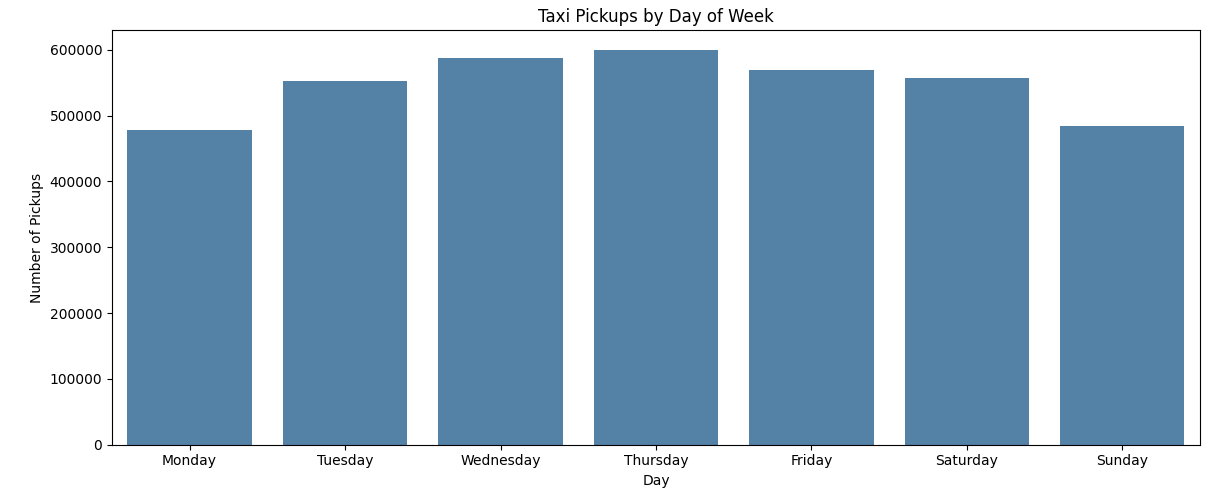 Taxi Pickups by Day of Week
Number of Pickups
600000
500000
400000
300000
200000
100000
0
Monday Tuesday Wednesday Thursday Friday Saturday Sunday
Day